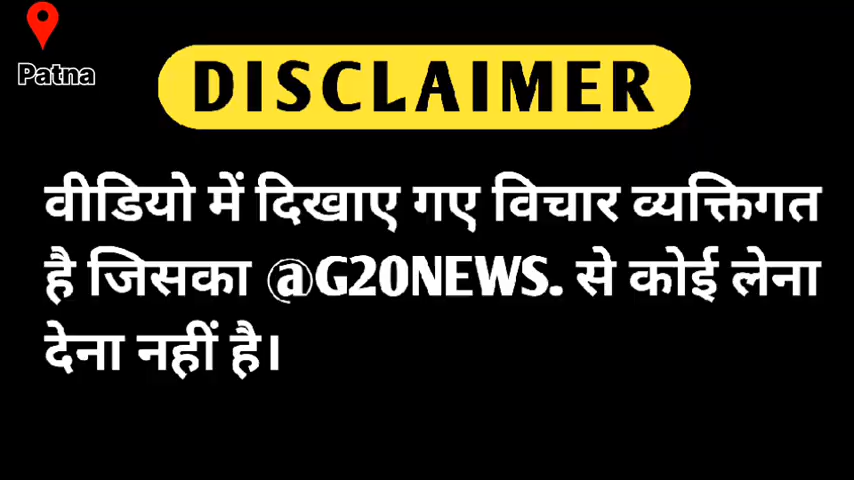 Patna
DISCLAIMER
वीडियो में दिखाए गए विचार व्यक्तिगत
है जिसका @G20NEWS. से कोई लेना
देना नहीं है।